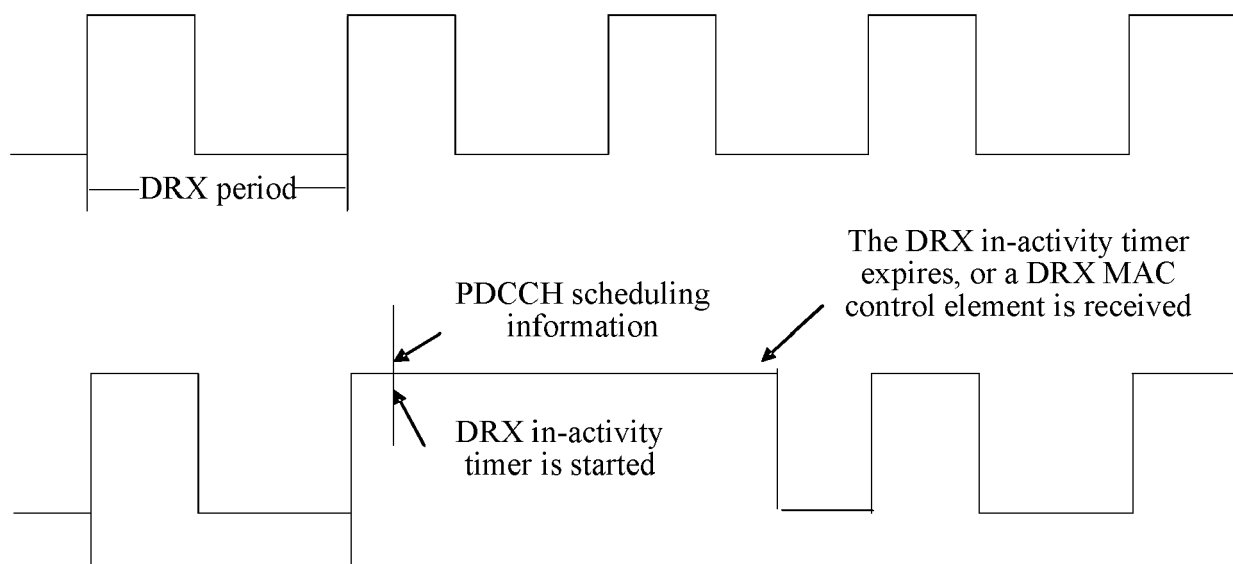 DRX period
The DRX in-activity timer
expires, or a DRX MAC
control element is received
PDCCH scheduling
information
DRX in-activity
timer is started